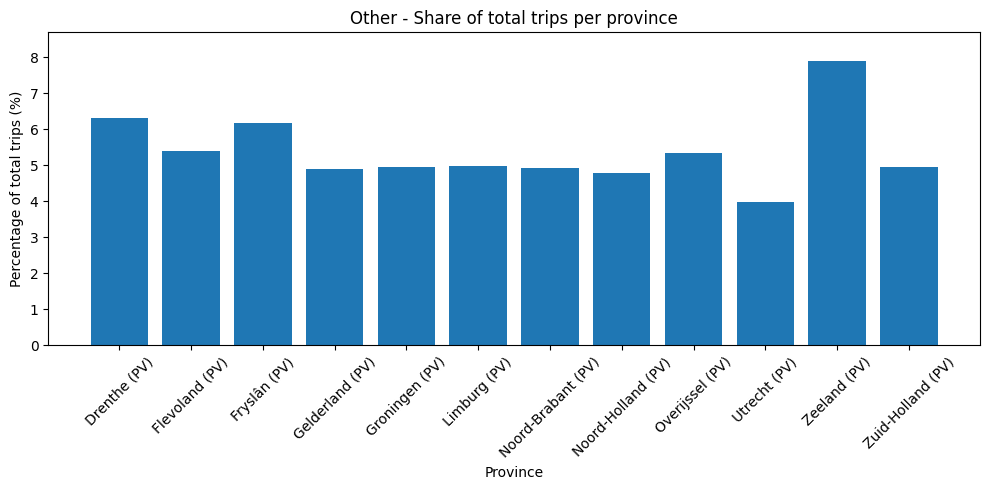 Other - Share of total trips per province
Percentage of total trips (%)
8
7
6
5
4
3
2
1
0
Drenthe (PV)
Flevoland (PV)
Fryslân (PV)
Gelderland (PV)
Groningen (PV)
Limburg (PV)
Noord-Brabant (PV)
Noord-Holland (PV)
Overijssel (PV)
Utrecht (PV)
Zeeland (PV)
Zuid-Holland (PV)
Province